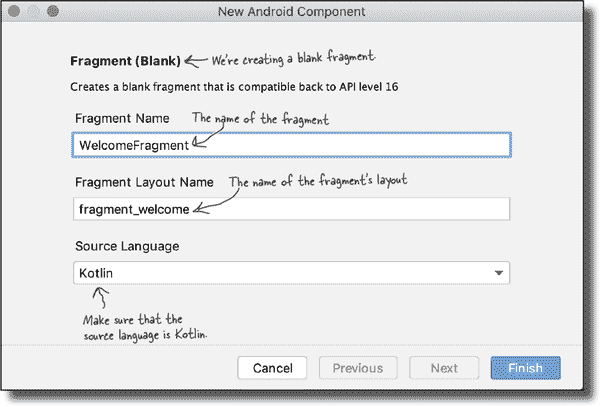 New Android Component
Fragment (Blank)
We're creating a blank fragment.
Creates a blank fragment that is compatible back to API level 16
Fragment Name
The name of the fragment
WelcomeFragment
Fragment Layout Name
The name of the fragment's layout
fragment_welcome
Source Language
Kotlin
Make sure that the
source language is Kotlin.
Cancel
Previous
Next
Finish